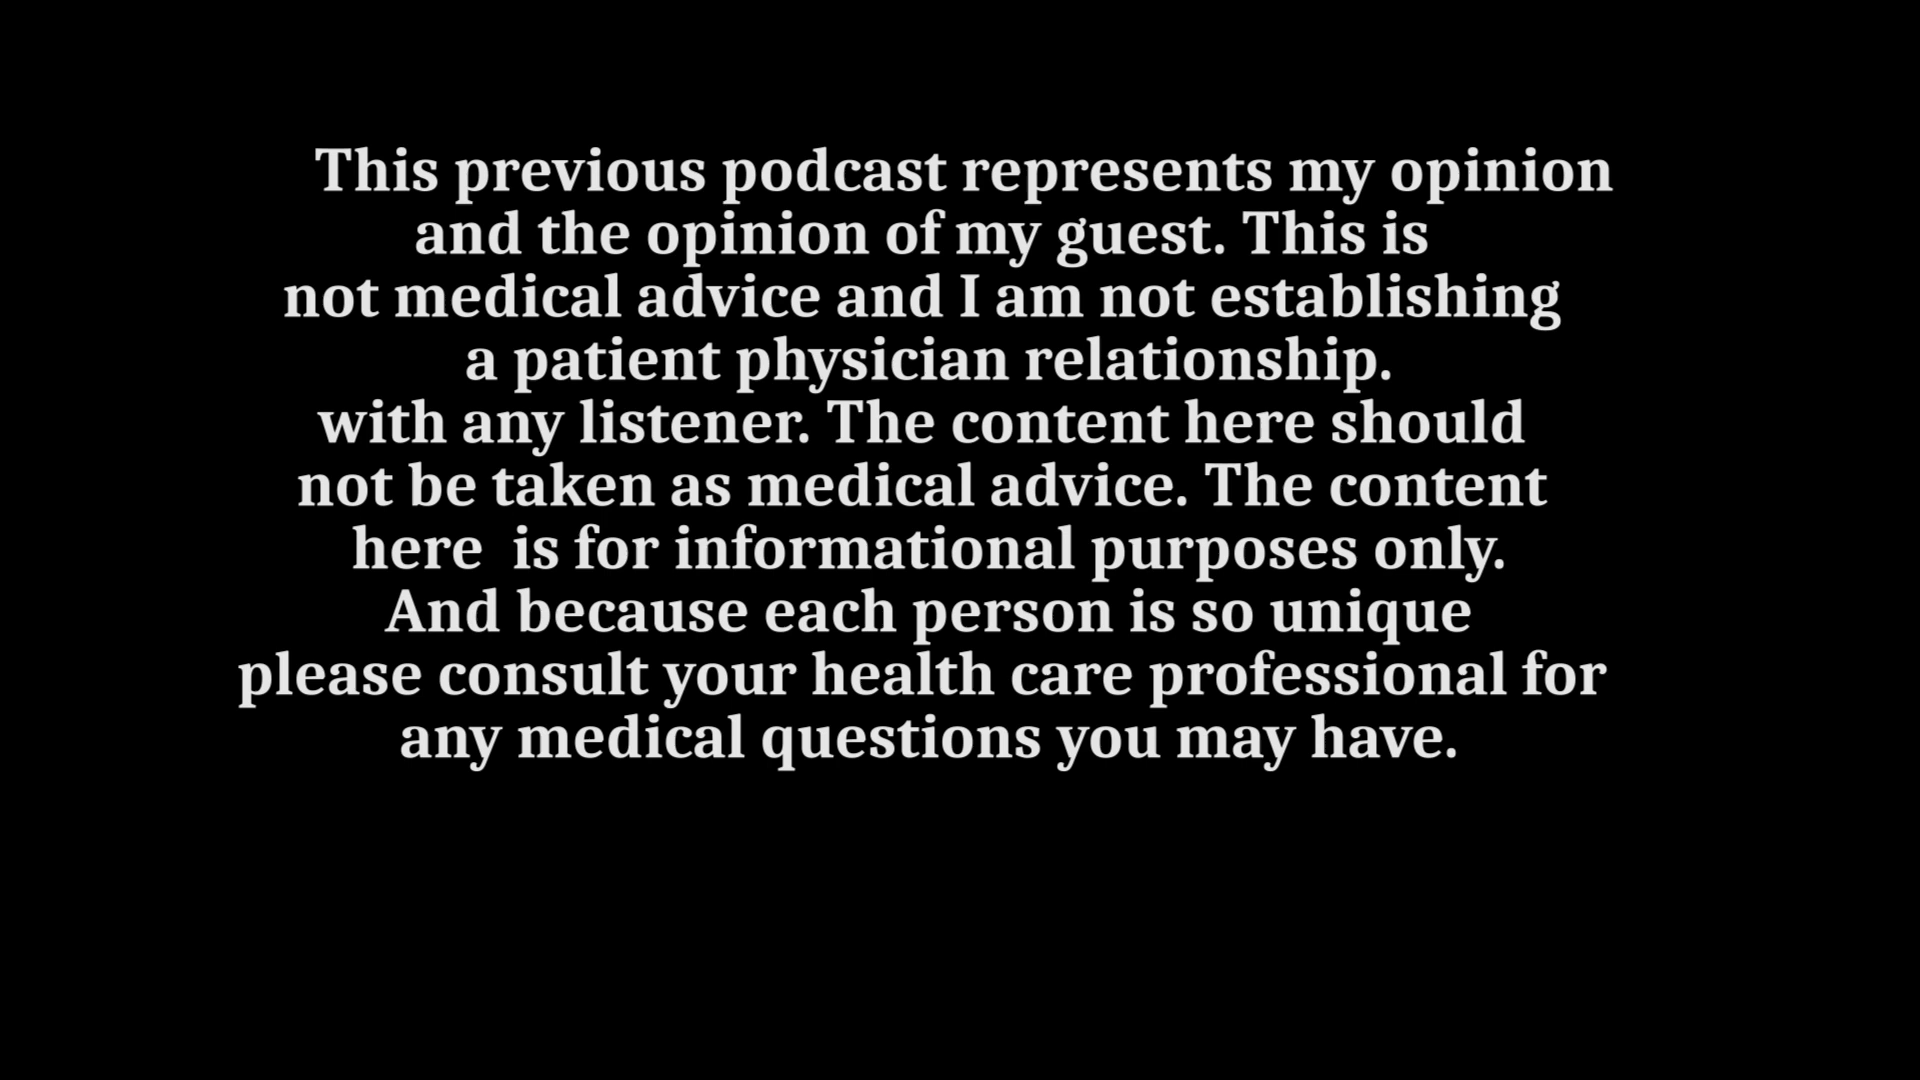 This previous podcast represents my opinion
and the opinion of my guest. This is
not medical advice and I am not establishing
a patient physician relationship.
with any listener. The content here should
not be taken as medical advice. The content
here  is for informational purposes only.
And because each person is so unique
please consult your health care professional for
any medical questions you may have.